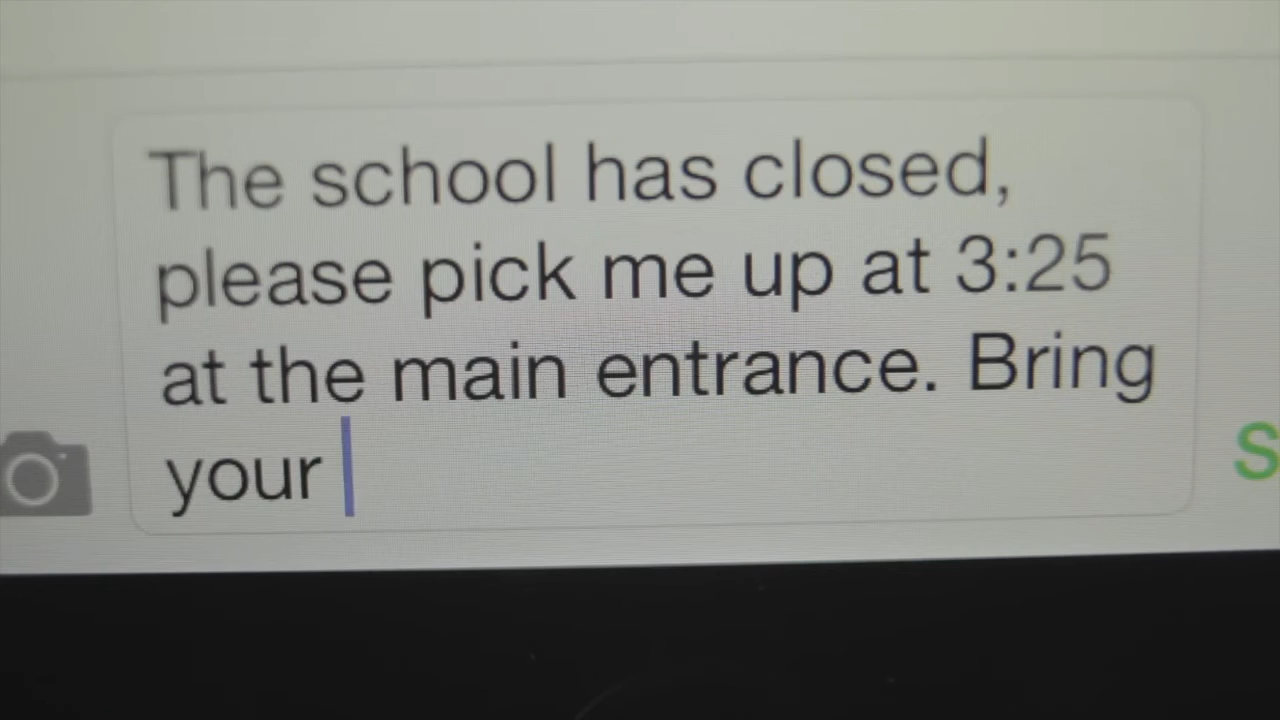 The school has closed,
please pick me up at 3:25
at the main entrance. Bring
your
S